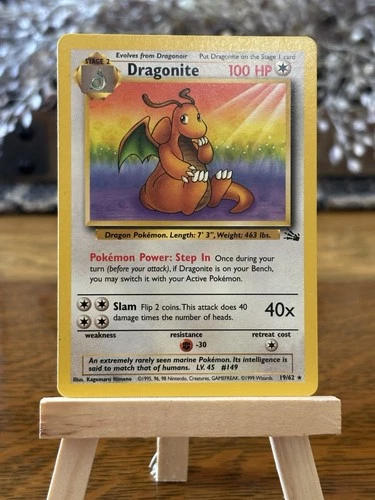 STAGE 2
Evolves from Dragonair Put Dragonite on the Stage 1 card
Dragonite 100 HP
Dragon Pokémon. Length: 7' 3", Weight: 463 lbs.
Pokémon Power: Step In Once during your
turn (before your attack), if Dragonite is on your Bench,
you may switch it with your Active Pokémon.
Slam Flip 2 coins. This attack does 40
damage times the number of heads.
40x
weakness resistance retreat cost
-30
An extremely rarely seen marine Pokémon. Its intelligence is
said to match that of humans. LV. 45 #149
Illus. Kagemaru Himeno ©1995, 96, 98 Nintendo, Creatures, GAMEFREAK. ©1999 Wizards. 19/62 ★